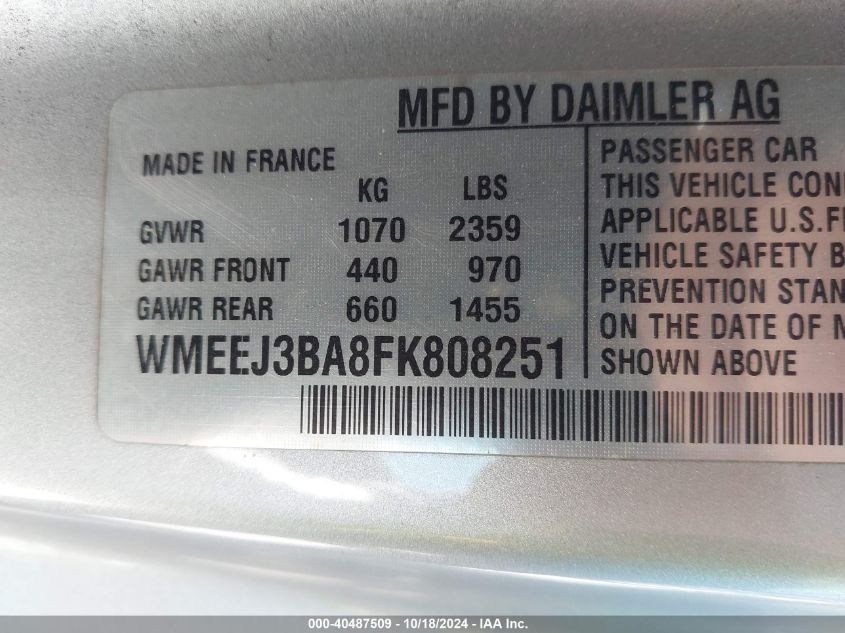 MFD BY DAIMLER AG
MADE IN FRANCE
KG LBS
GVWR 1070 2359
GAWR FRONT 440 970
GAWR REAR 660 1455
WMEEJ3BA8FK808251
PASSENGER CAR
THIS VEHICLE CON
APPLICABLE U.S.F
VEHICLE SAFETY B
PREVENTION STAN
ON THE DATE OF M
SHOWN ABOVE
000-40487509 - 10/18/2024 - IAA Inc.